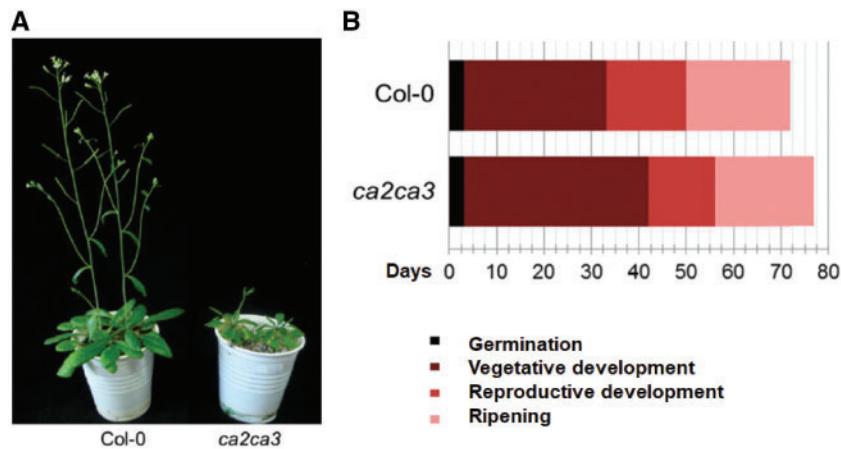 A
Col-0
ca2ca3
B
Col-0
ca2ca3
Days 0 10 20 30 40 50 60 70 80
Germination
Vegetative development
Reproductive development
Ripening